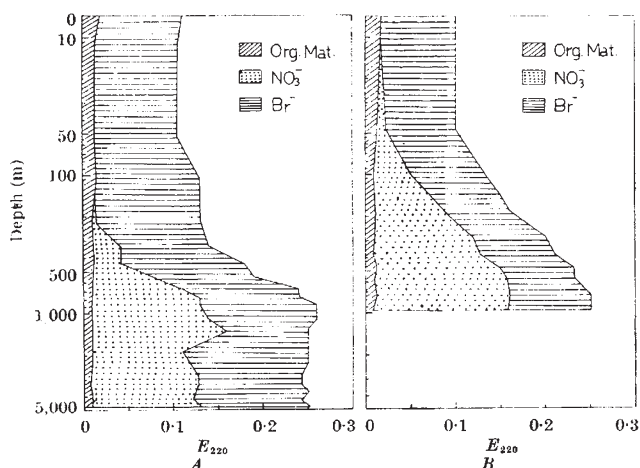 Depth (m)
0
10
50
100
500
1,000
5,000
Org. Mat.
NO₃⁻
Br⁻
0 0·1 0·2 0·3
E₂₂₀
A
Org. Mat.
NO₃⁻
Br⁻
0 0·1 0·2 0·3
E₂₂₀
B